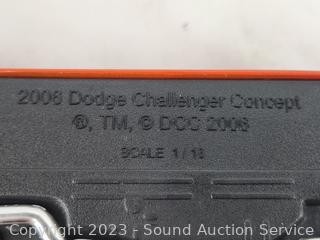 2006 Dodge Challenger Concept
®, TM, © DCC 2006
SCALE 1/18
Copyright 2023 - Sound Auction Service